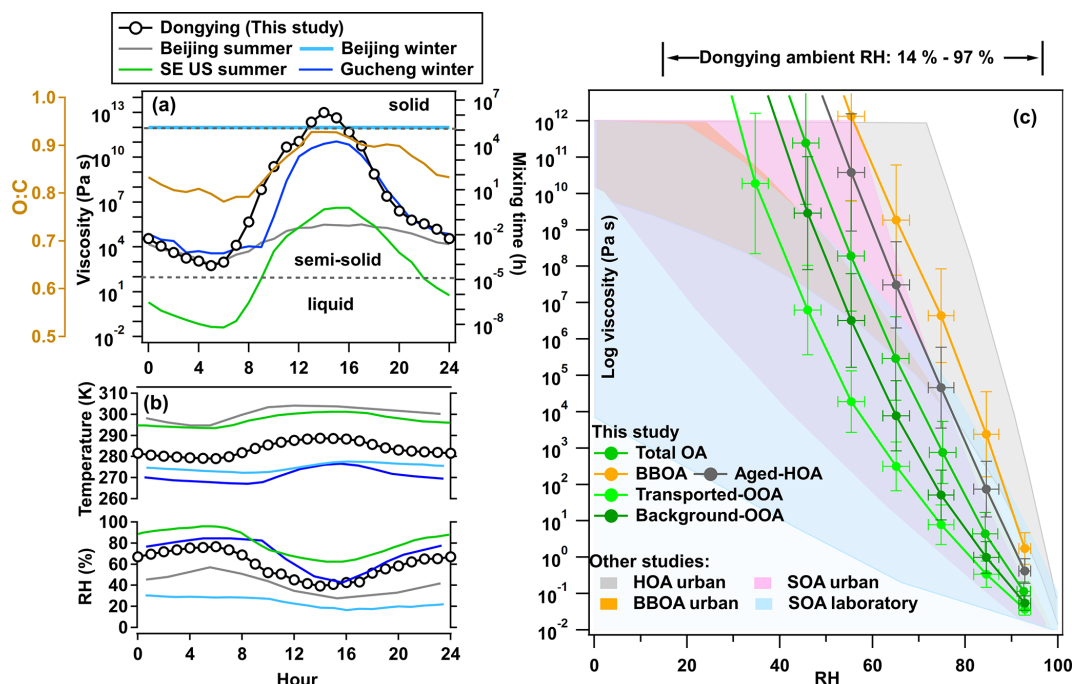 Dongying (This study)
Beijing summer
Beijing winter
SE US summer
Gucheng winter
(a)
solid
semi-solid
liquid
O:C
1.0
0.9
0.8
0.7
0.6
0.5
Viscosity (Pa s)
10^13
10^10
10^7
10^4
10^2
10^-2
Mixing time (h)
10^7
10^4
10^1
10^-2
10^-5
10^-8
0 4 8 12 16 20 24
(b)
Temperature (K)
310
300
290
280
270
260
RH (%)
100
80
60
40
20
0
0 4 8 12 16 20 24
Hour
Dongying ambient RH: 14 % - 97 %
(c)
Log viscosity (Pa s)
10^12
10^11
10^10
10^9
10^8
10^7
10^6
10^5
10^4
10^3
10^2
10^1
10^0
10^-1
10^-2
This study
Total OA
BBOA
Aged-HOA
Transported-OOA
Background-OOA
Other studies:
HOA urban
SOA urban
BBOA urban
SOA laboratory
0 20 40 60 80 100
RH